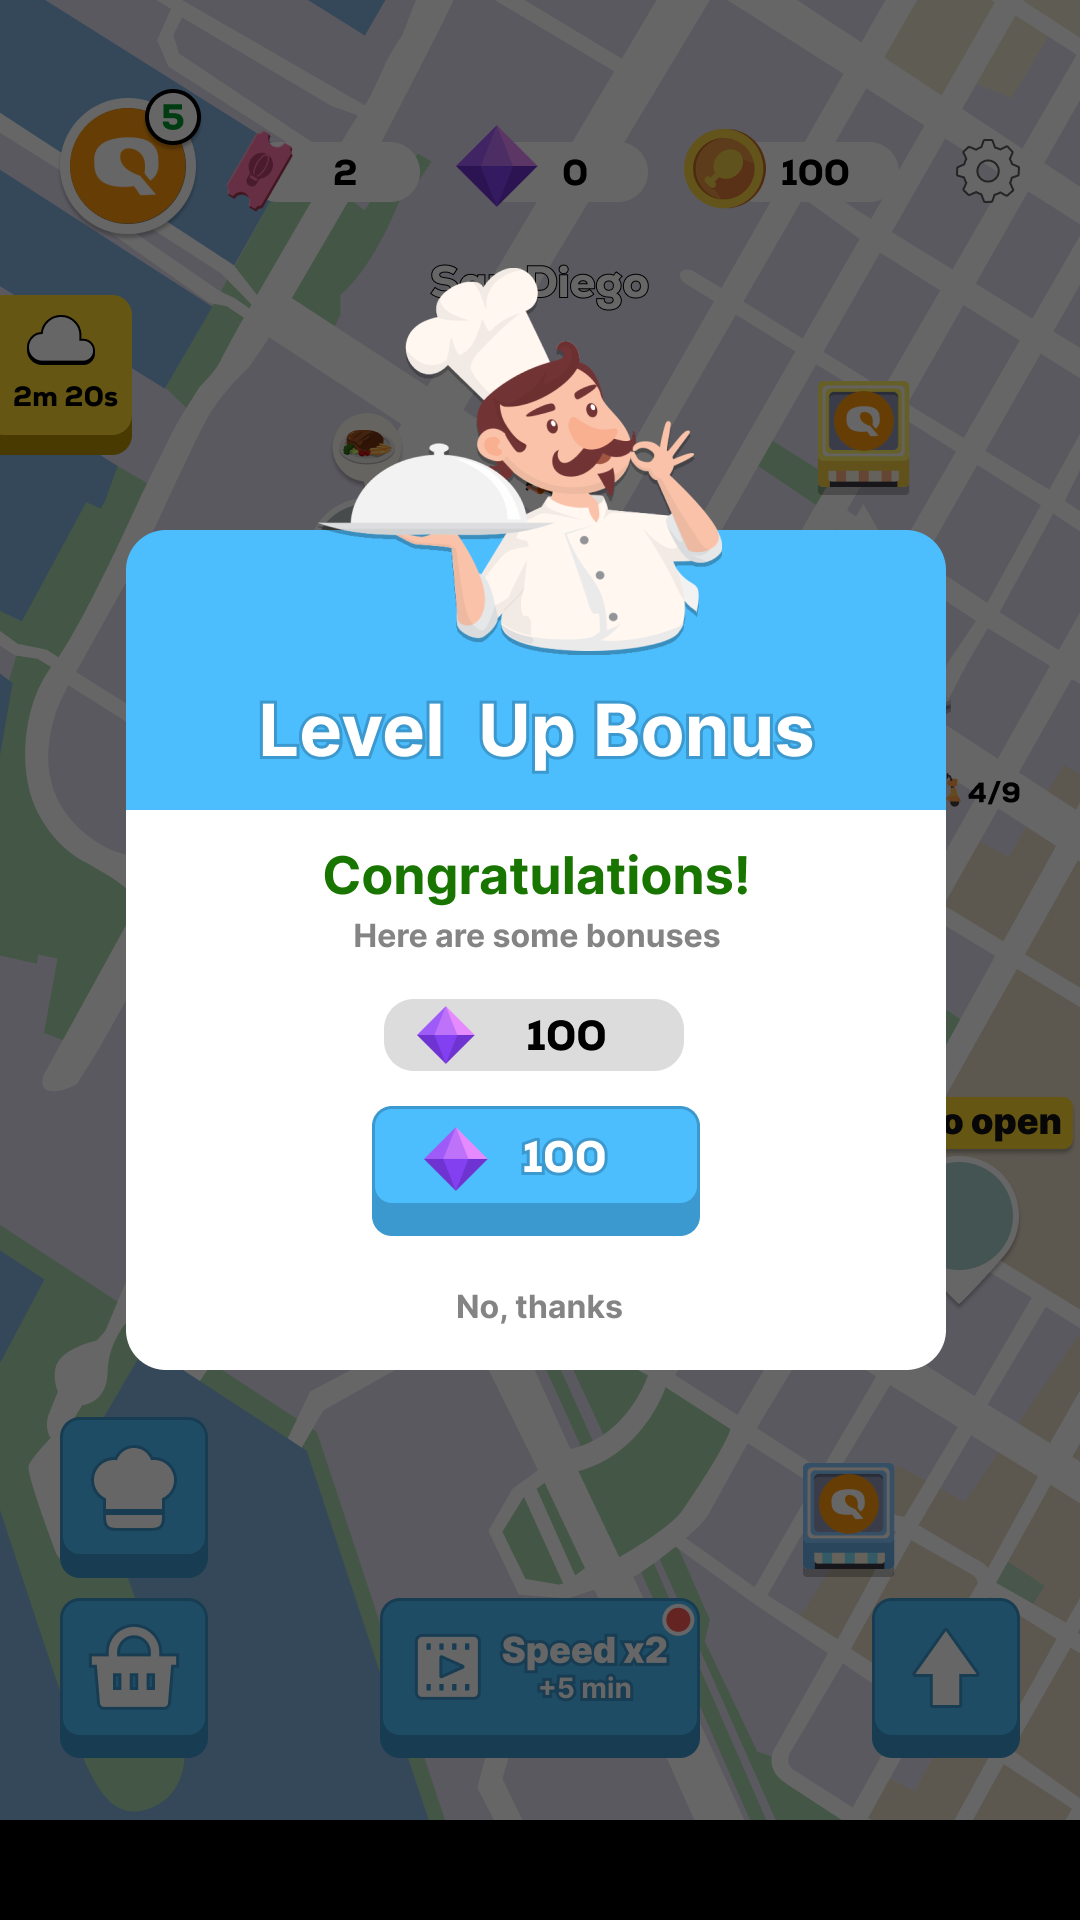 5
2
0
100
San Diego
2m 20s
4/9
Level Up Bonus
Congratulations!
Here are some bonuses
100
100
o open
No, thanks
Speed x2
+5 min